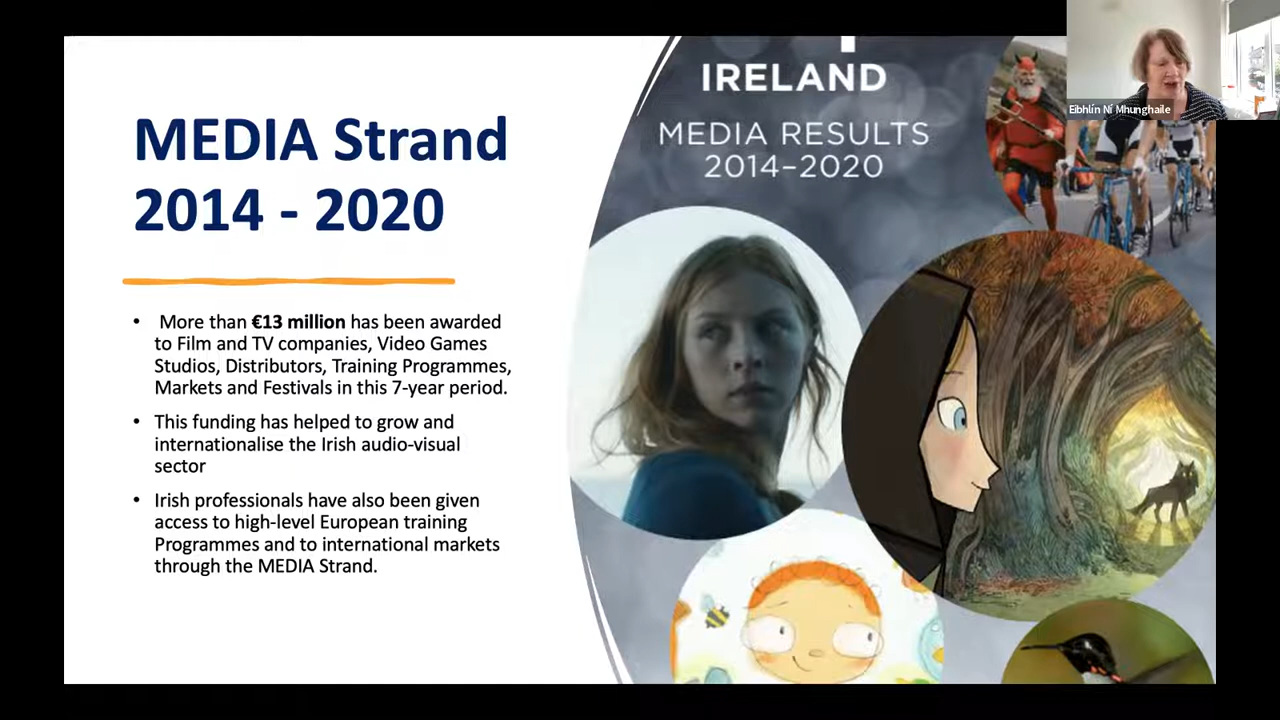 MEDIA Strand
2014 - 2020
• More than €13 million has been awarded
to Film and TV companies, Video Games
Studios, Distributors, Training Programmes,
Markets and Festivals in this 7-year period.
• This funding has helped to grow and
internationalise the Irish audio-visual
sector
• Irish professionals have also been given
access to high-level European training
Programmes and to international markets
through the MEDIA Strand.
IRELAND
MEDIA RESULTS
2014–2020
Eibhlín Ní Mhunghaile